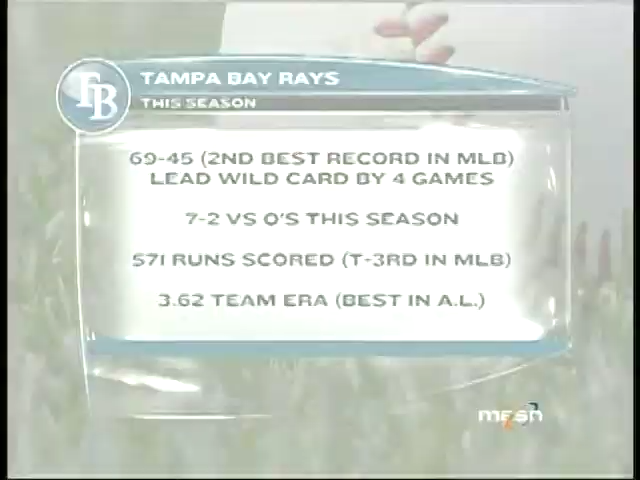 TB
TAMPA BAY RAYS
THIS SEASON
69-45 (2ND BEST RECORD IN MLB)
LEAD WILD CARD BY 4 GAMES
7-2 VS O'S THIS SEASON
571 RUNS SCORED (T-3RD IN MLB)
3.62 TEAM ERA (BEST IN A.L.)
masn